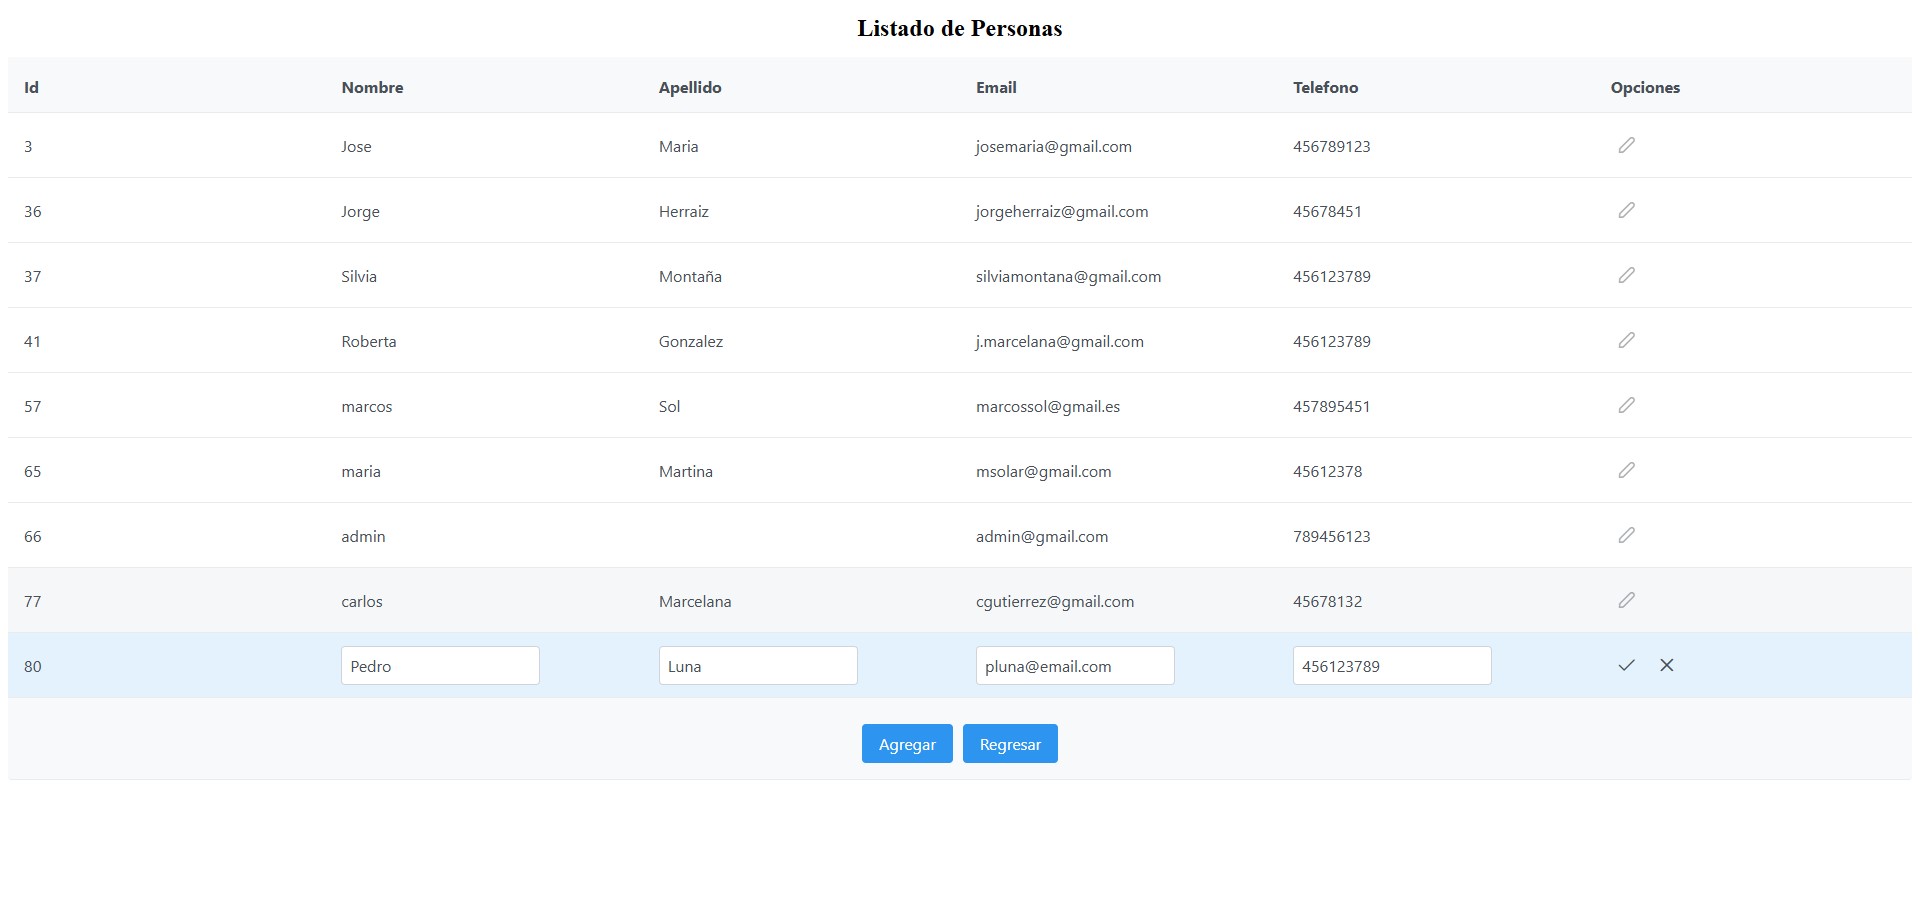 Listado de Personas
Id Nombre Apellido Email Telefono Opciones
3 Jose Maria josemaria@gmail.com 456789123
36 Jorge Herraiz jorgeherraiz@gmail.com 45678451
37 Silvia Montaña silviamontana@gmail.com 456123789
41 Roberta Gonzalez j.marcelana@gmail.com 456123789
57 marcos Sol marcossol@gmail.es 457895451
65 maria Martina msolar@gmail.com 45612378
66 admin admin@gmail.com 789456123
77 carlos Marcelana cgutierrez@gmail.com 45678132
80 Pedro Luna pluna@email.com 456123789
Agregar Regresar